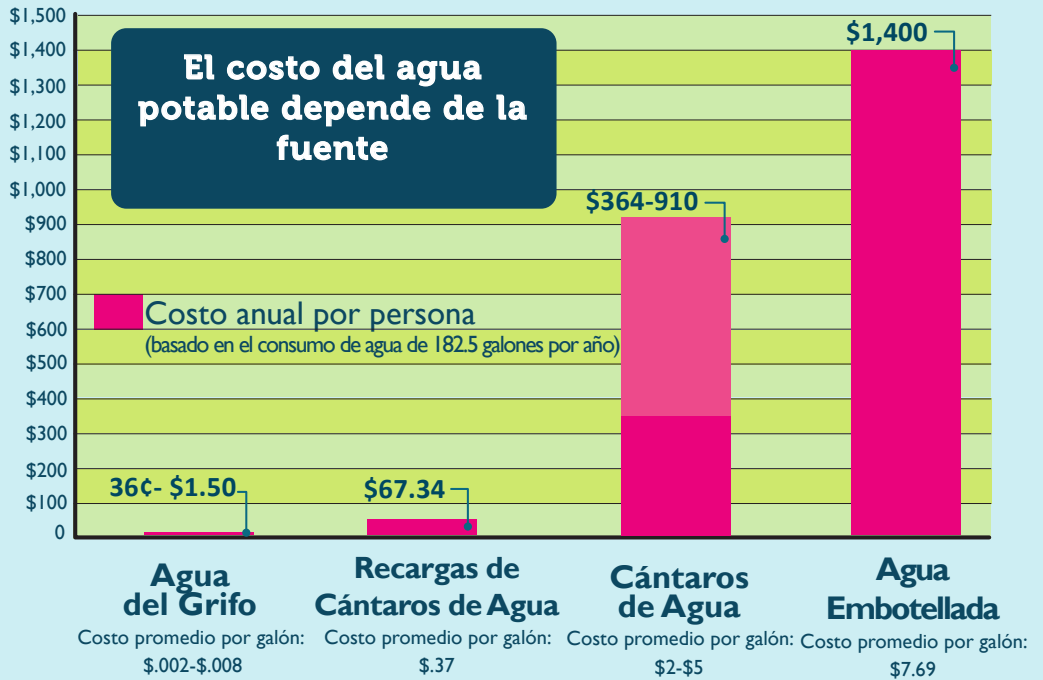 $1,500
$1,400
$1,300
$1,200
$1,100
$1,000
$900
$800
$700
$600
$500
$400
$300
$200
$100
0
El costo del agua
potable depende de la
fuente
Costo anual por persona
(basado en el consumo de agua de 182.5 galones por año)
36¢- $1.50
$67.34
$364-910
$1,400
Agua
del Grifo
Costo promedio por galón:
$.002-$.008
Recargas de
Cántaros de Agua
Costo promedio por galón:
$.37
Cántaros
de Agua
Costo promedio por galón:
$2-$5
Agua
Embotellada
Costo promedio por galón:
$7.69